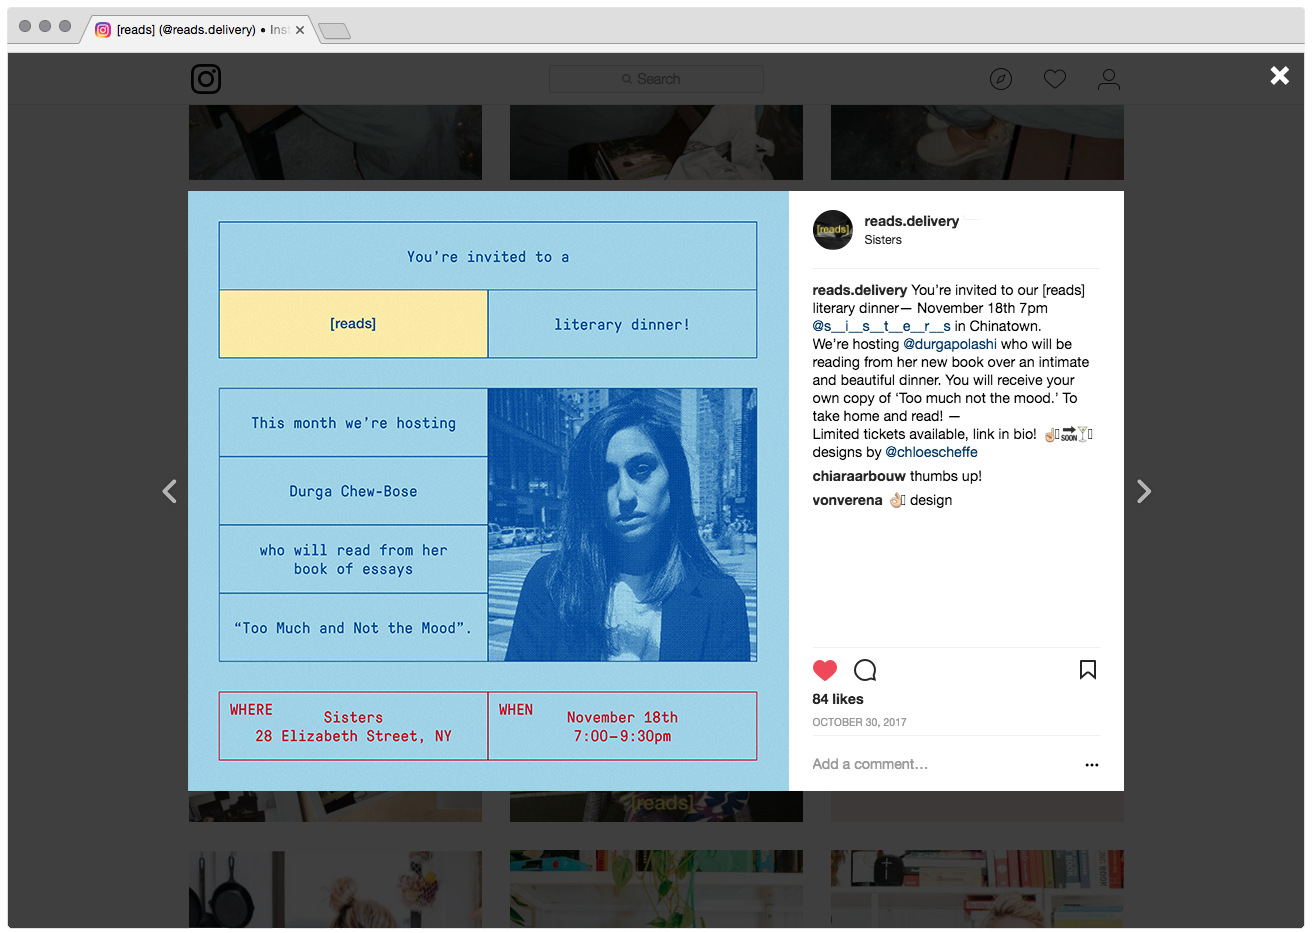 [reads] (@reads.delivery) • Inst
Search
You're invited to a
[reads]
literary dinner!
This month we're hosting
Durga Chew-Bose
who will read from her
book of essays
“Too Much and Not the Mood”.
WHERE
Sisters
28 Elizabeth Street, NY
WHEN
November 18th
7:00–9:30pm
[reads]
reads.delivery
Sisters
reads.delivery You’re invited to our [reads]
literary dinner— November 18th 7pm
@s__i__s__t__e__r__s in Chinatown.
We’re hosting @durgapolashi who will be
reading from her new book over an intimate
and beautiful dinner. You will receive your
own copy of ‘Too much not the mood.’ To
take home and read! —
Limited tickets available, link in bio! ☝🏼🔜🍸
designs by @chloescheffe
chiaraarbouw thumbs up!
vonverena 👌🏼 design
84 likes
OCTOBER 30, 2017
Add a comment…
[reads]